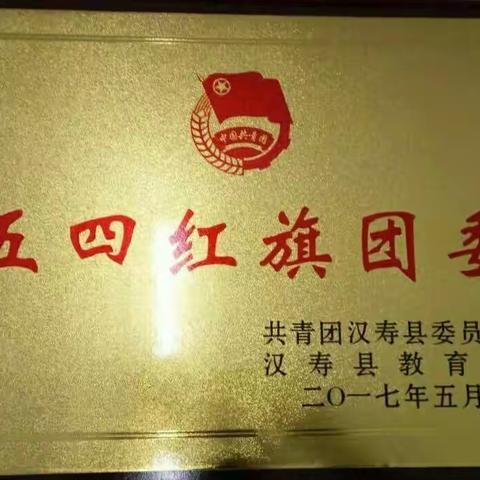 中国共青团
五四红旗团委
共青团汉寿县委员
汉寿县教育
二〇一七年五月